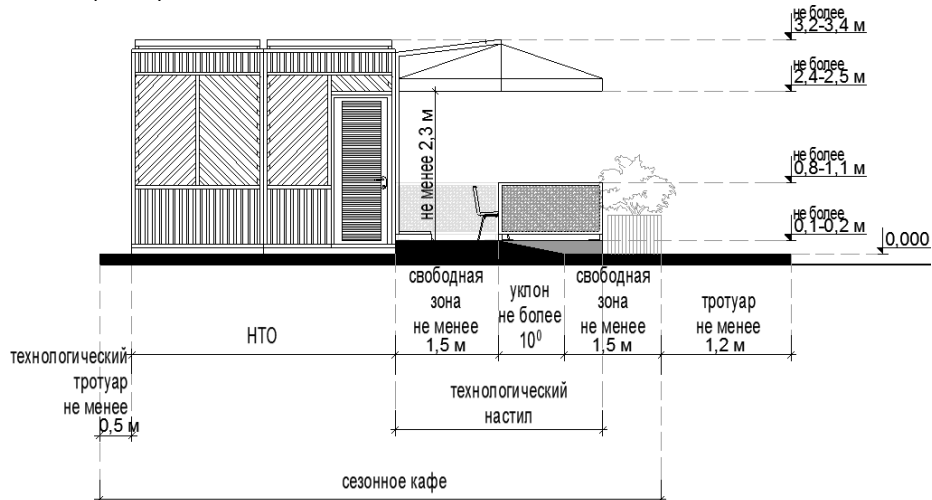 не более
3,2-3,4 м
не более
2,4-2,5 м
не менее 2,3 м
не более
0,8-1,1 м
не более
0,1-0,2 м
0,000
свободная
зона
не менее
1,5 м
уклон
не более
10⁰
свободная
зона
не менее
1,5 м
тротуар
не менее
1,2 м
НТО
технологический
тротуар
не менее
0,5 м
технологический
настил
сезонное кафе